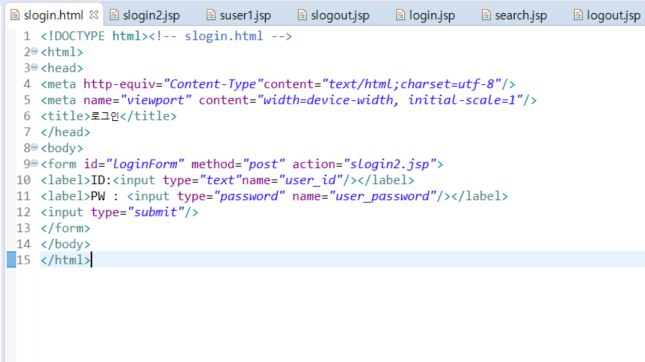 slogin.html slogin2.jsp suser1.jsp slogout.jsp login.jsp search.jsp logout.jsp
1 <!DOCTYPE html><!-- slogin.html -->
2 <html>
3 <head>
4 <meta http-equiv="Content-Type"content="text/html;charset=utf-8"/>
5 <meta name="viewport" content="width=device-width, initial-scale=1"/>
6 <title>로그인</title>
7 </head>
8 <body>
9 <form id="loginForm" method="post" action="slogin2.jsp">
10 <label>ID:<input type="text"name="user_id"/></label>
11 <label>PW : <input type="password" name="user_password"/></label>
12 <input type="submit"/>
13 </form>
14 </body>
15 </html>